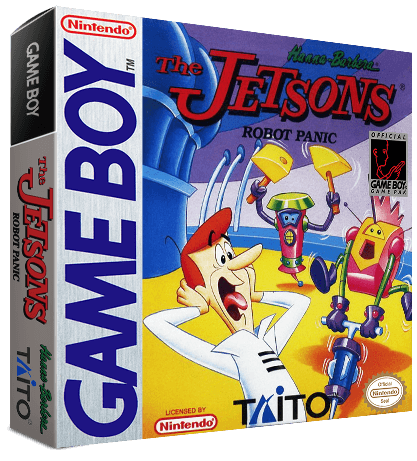 GAME BOY
The
JETSONS
ROBOT PANIC
Hanna-Barbera
TAITO
Nintendo
GAME BOY
TM
Hanna-Barbera
The
JETSONS
®
ROBOT PANIC
OFFICIAL
GAME BOY
GAME PAK
LICENSED BY
Nintendo
TAITO
Official
Nintendo
Seal